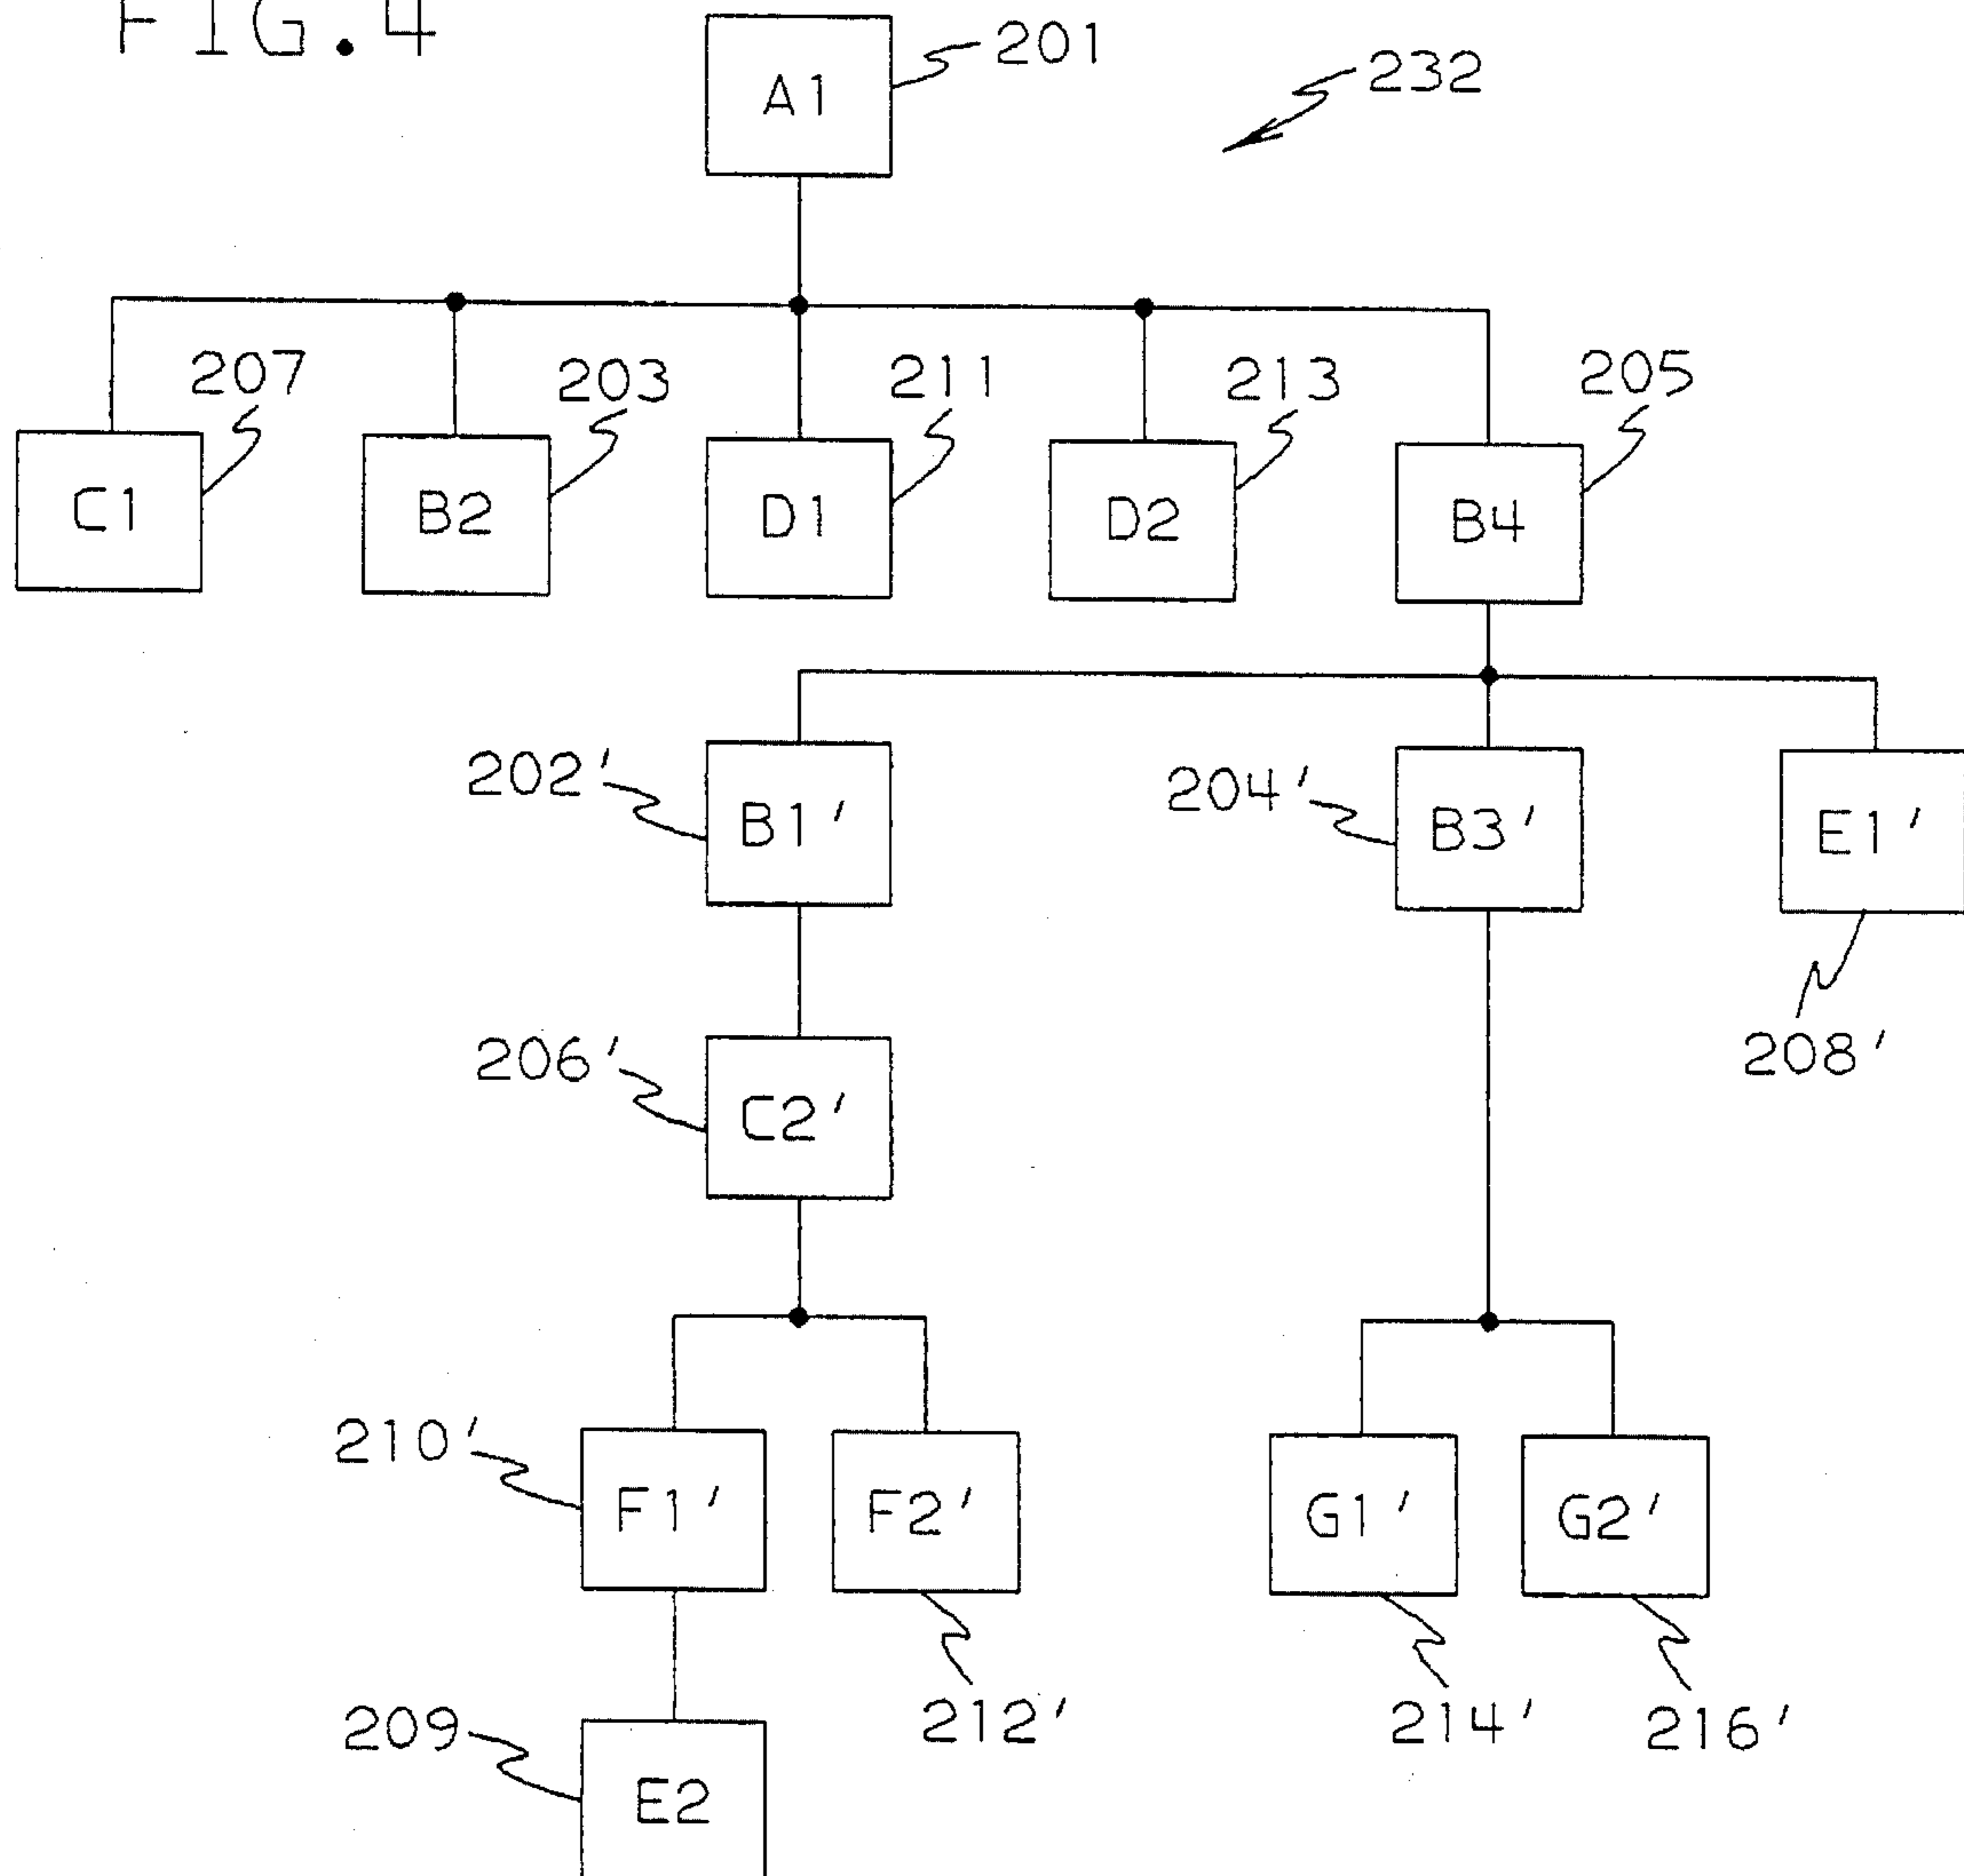 FIG. 4
201
232
A1
207
203
211
213
205
C1
B2
D1
D2
B4
202'
204'
B1'
B3'
E1'
206'
208'
C2'
210'
F1'
F2'
G1'
G2'
209
212'
214'
216'
E2